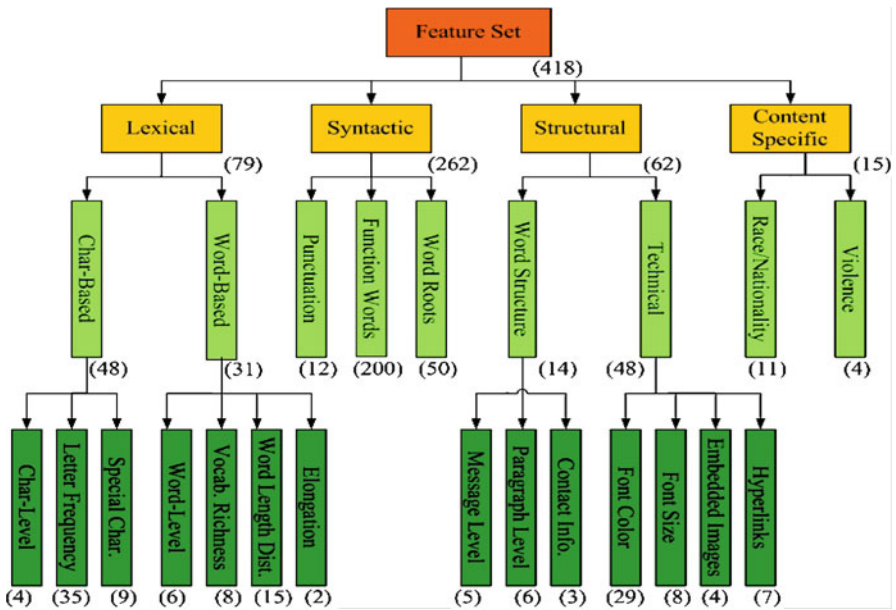 Feature Set
(418)
Lexical
Syntactic
Structural
Content
Specific
(79)
(262)
(62)
(15)
Char-Based
Word-Based
Punctuation
Function Words
Word Roots
Word Structure
Technical
Race/Nationality
Violence
(48)
(31)
(12)
(200)
(50)
(14)
(48)
(11)
(4)
Char-Level
Letter Frequency
Special Char.
Word-Level
Vocab. Richness
Word Length Dist.
Elongation
Message Level
Paragraph Level
Contact Info.
Font Color
Font Size
Embedded Images
Hyperlinks
(4)
(35)
(9)
(6)
(8)
(15)
(2)
(5)
(6)
(3)
(29)
(8)
(4)
(7)